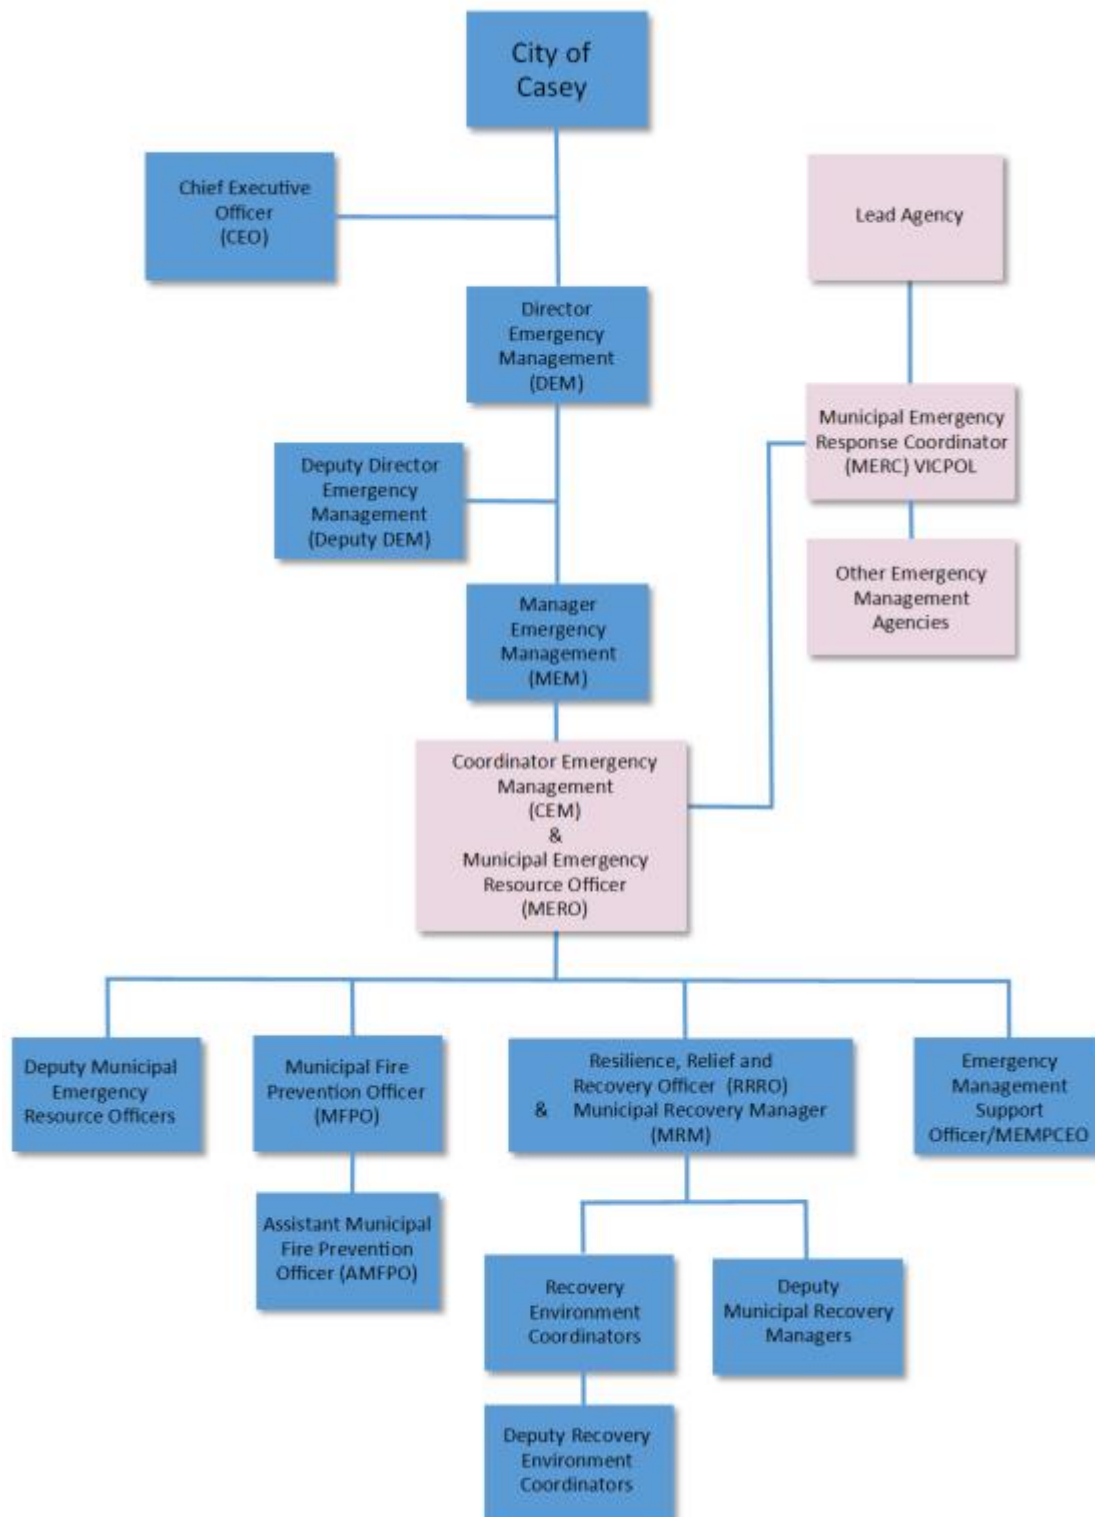 City of
Casey
Chief Executive
Officer
(CEO)
Lead Agency
Director
Emergency
Management
(DEM)
Municipal Emergency
Response Coordinator
(MERC) VICPOL
Deputy Director
Emergency
Management
(Deputy DEM)
Other Emergency
Management
Agencies
Manager
Emergency
Management
(MEM)
Coordinator Emergency
Management
(CEM)
&
Municipal Emergency
Resource Officer
(MERO)
Deputy Municipal
Emergency
Resource Officers
Municipal Fire
Prevention Officer
(MFPO)
Resilience, Relief and
Recovery Officer (RRRO)
& Municipal Recovery Manager
(MRM)
Emergency
Management
Support
Officer/MEMPCEO
Assistant Municipal
Fire Prevention
Officer (AMFPO)
Recovery
Environment
Coordinators
Deputy
Municipal Recovery
Managers
Deputy Recovery
Environment
Coordinators